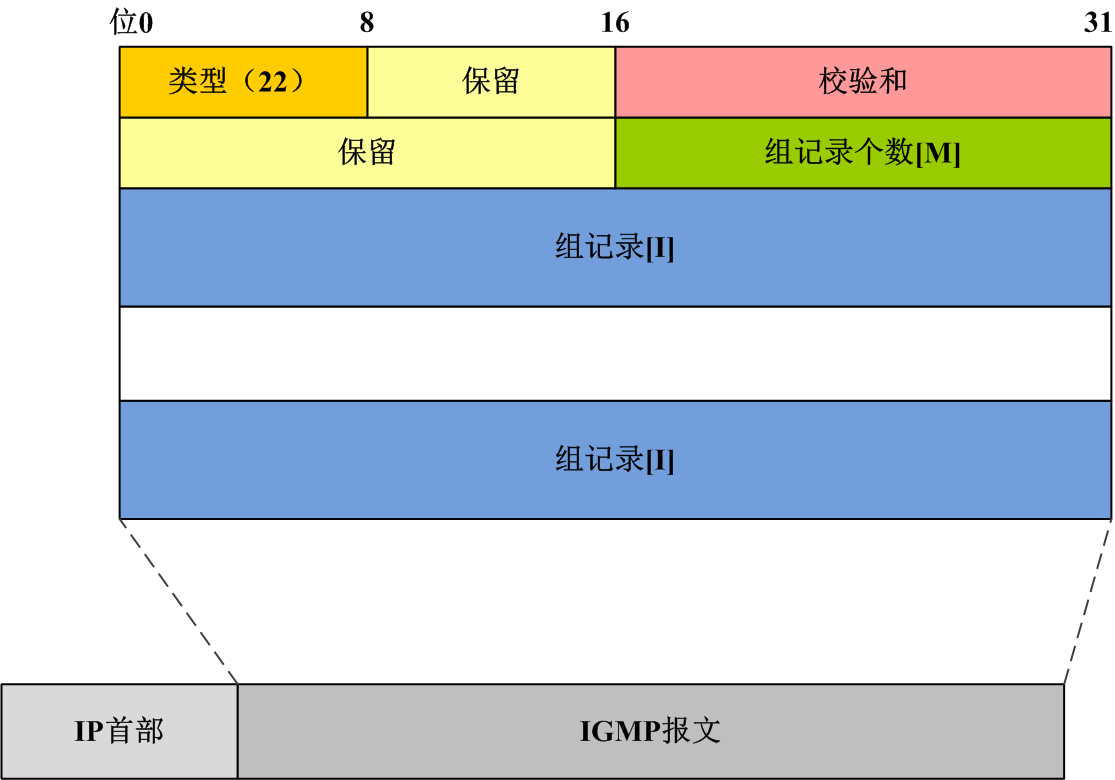 位0 8 16 31
类型（22） 保留 校验和
保留 组记录个数[M]
组记录[I]
组记录[I]
IP首部 IGMP报文